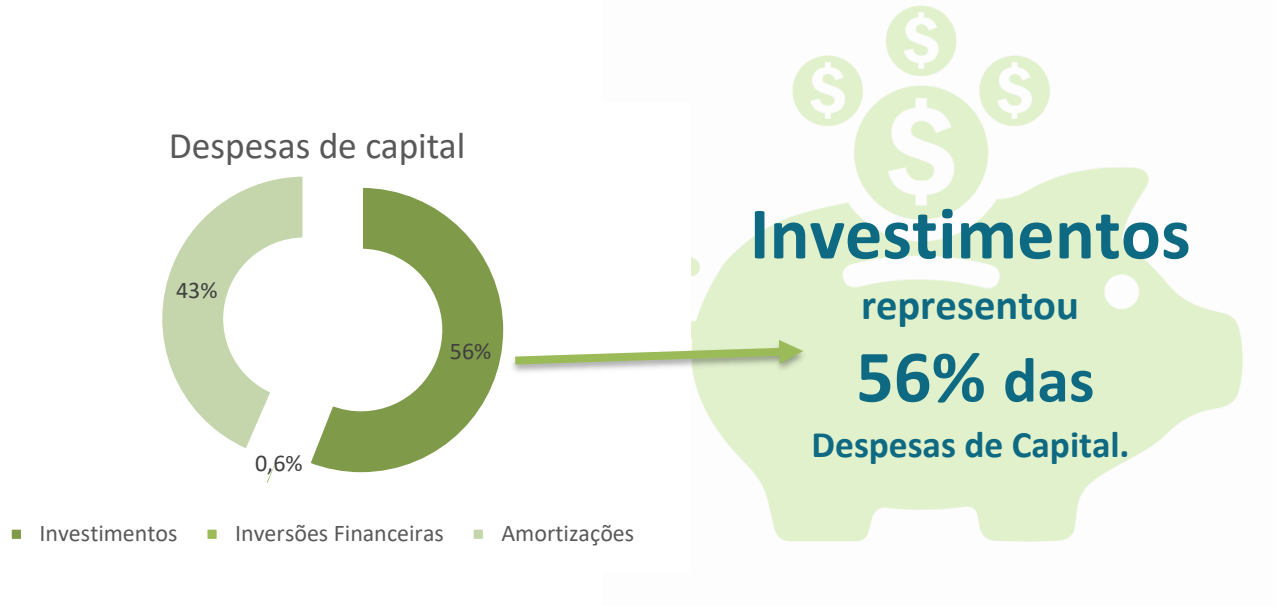 Despesas de capital
43%
56%
0,6%
Investimentos
Inversões Financeiras
Amortizações
$
$
$
$
Investimentos
representou
56% das
Despesas de Capital.